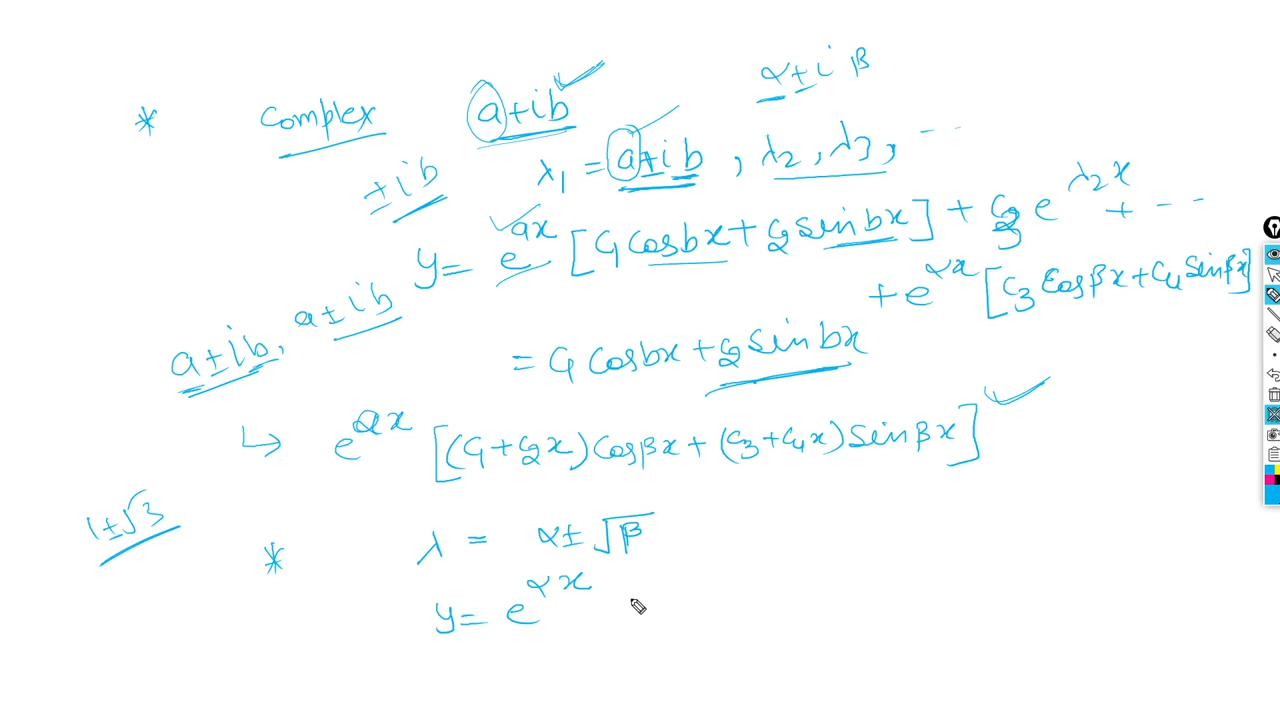 * Complex a+ib α±iβ
±ib λ₁ = a±ib, λ₂, λ₃, ---
y = e^{ax} [C₁ cos bx + C₂ sin bx] + C₃ e^{λ₂x} + ---
+ e^{αx} [C₃ cos βx + C₄ sin βx]
a±ib, a±ib
= C₁ cos bx + C₂ sin bx
↳ e^{αx} [(C₁+C₂x) cos βx + (C₃+C₄x) sin βx]
1±√3
* λ = α±√β
y = e^{αx}